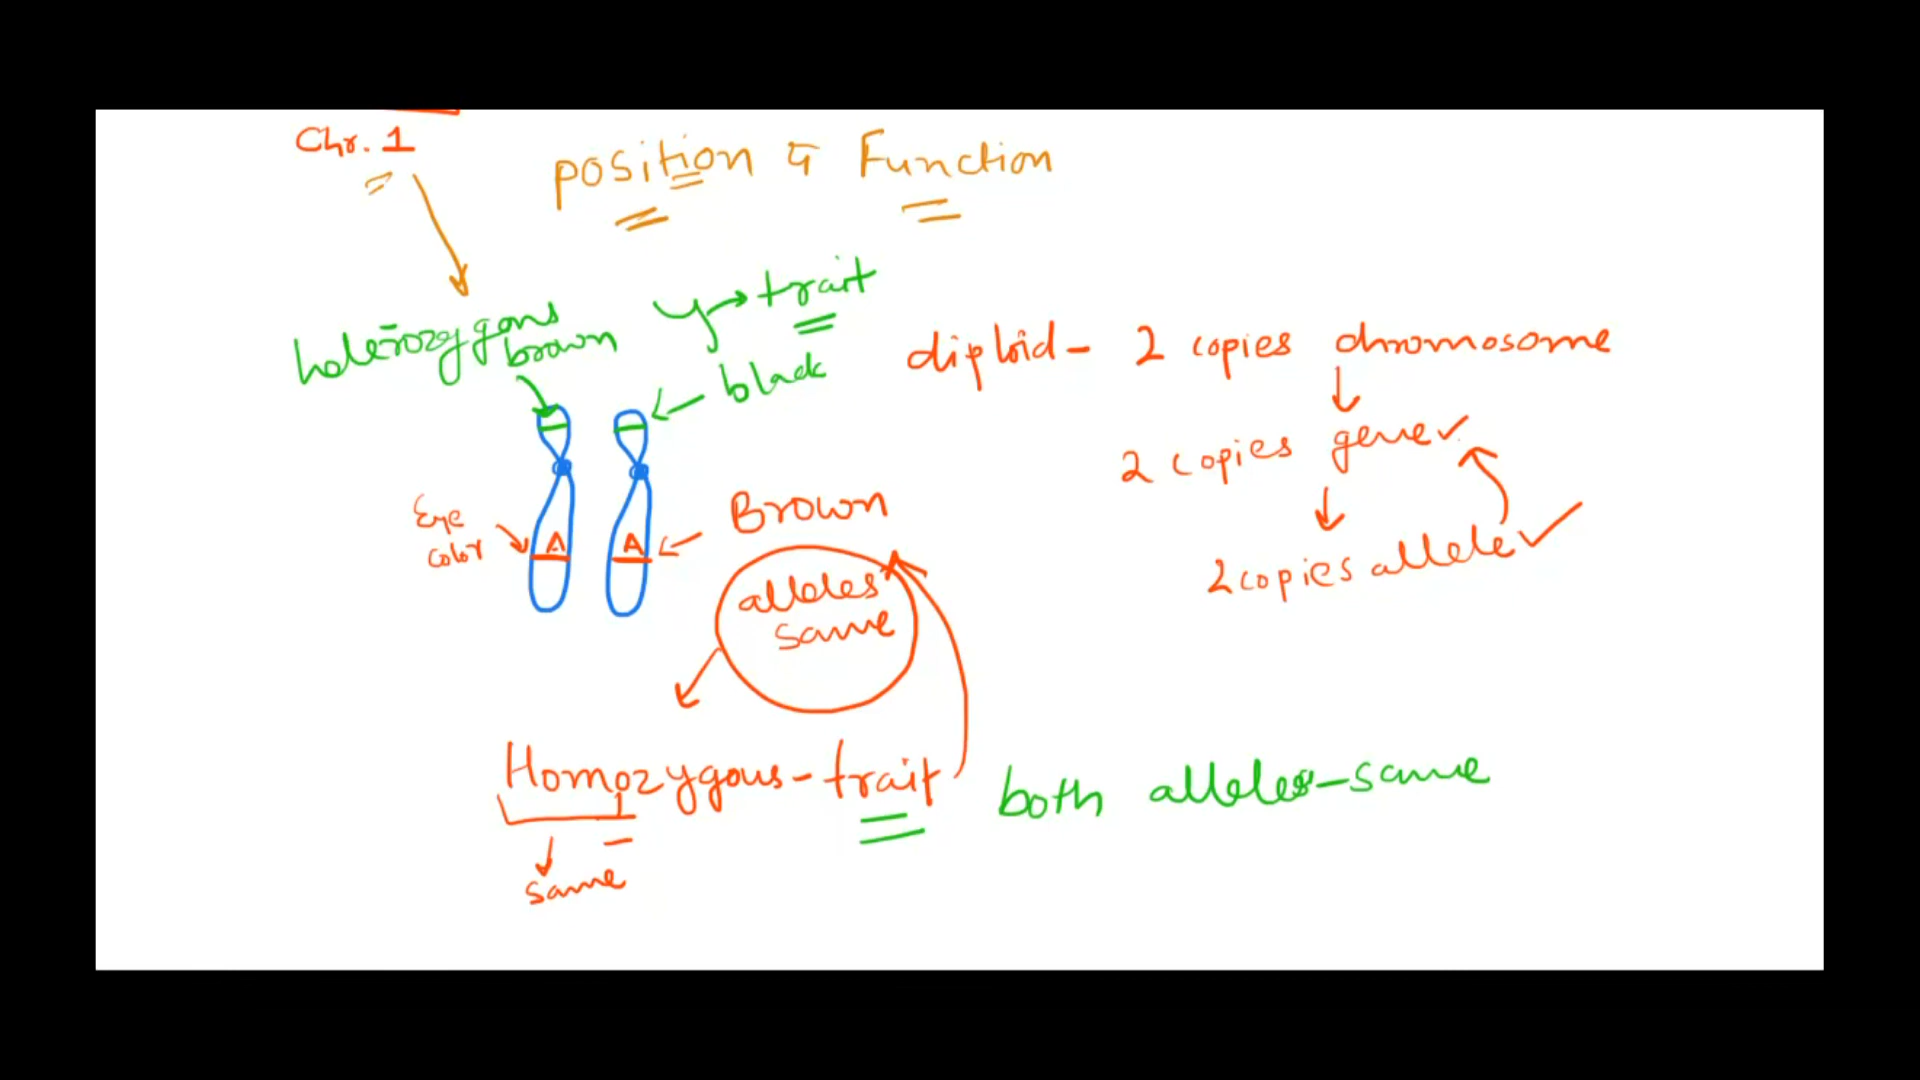 Chr. 1
position & Function
heterozygous
brown
trait
black
diploid - 2 copies chromosome
2 copies gene
2 copies allele
Eye
color
A
A
Brown
alleles
same
Homozygous - trait
both alleles - same
same